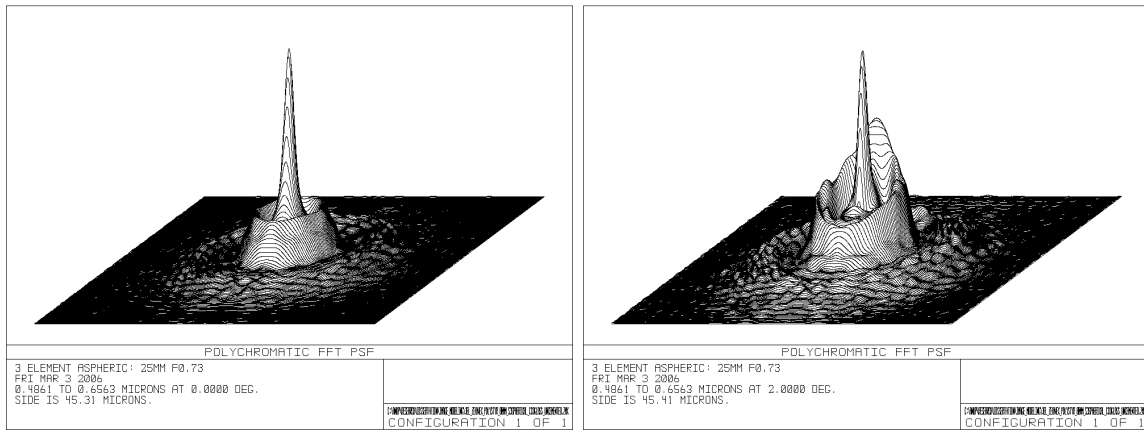 POLYCHROMATIC FFT PSF
3 ELEMENT ASPHERIC: 25MM F0.73
FRI MAR 3 2006
0.4861 TO 0.6563 MICRONS AT 0.0000 DEG.
SIDE IS 45.31 MICRONS.
CONFIGURATION 1 OF 1
POLYCHROMATIC FFT PSF
3 ELEMENT ASPHERIC: 25MM F0.73
FRI MAR 3 2006
0.4861 TO 0.6563 MICRONS AT 2.0000 DEG.
SIDE IS 45.41 MICRONS.
CONFIGURATION 1 OF 1